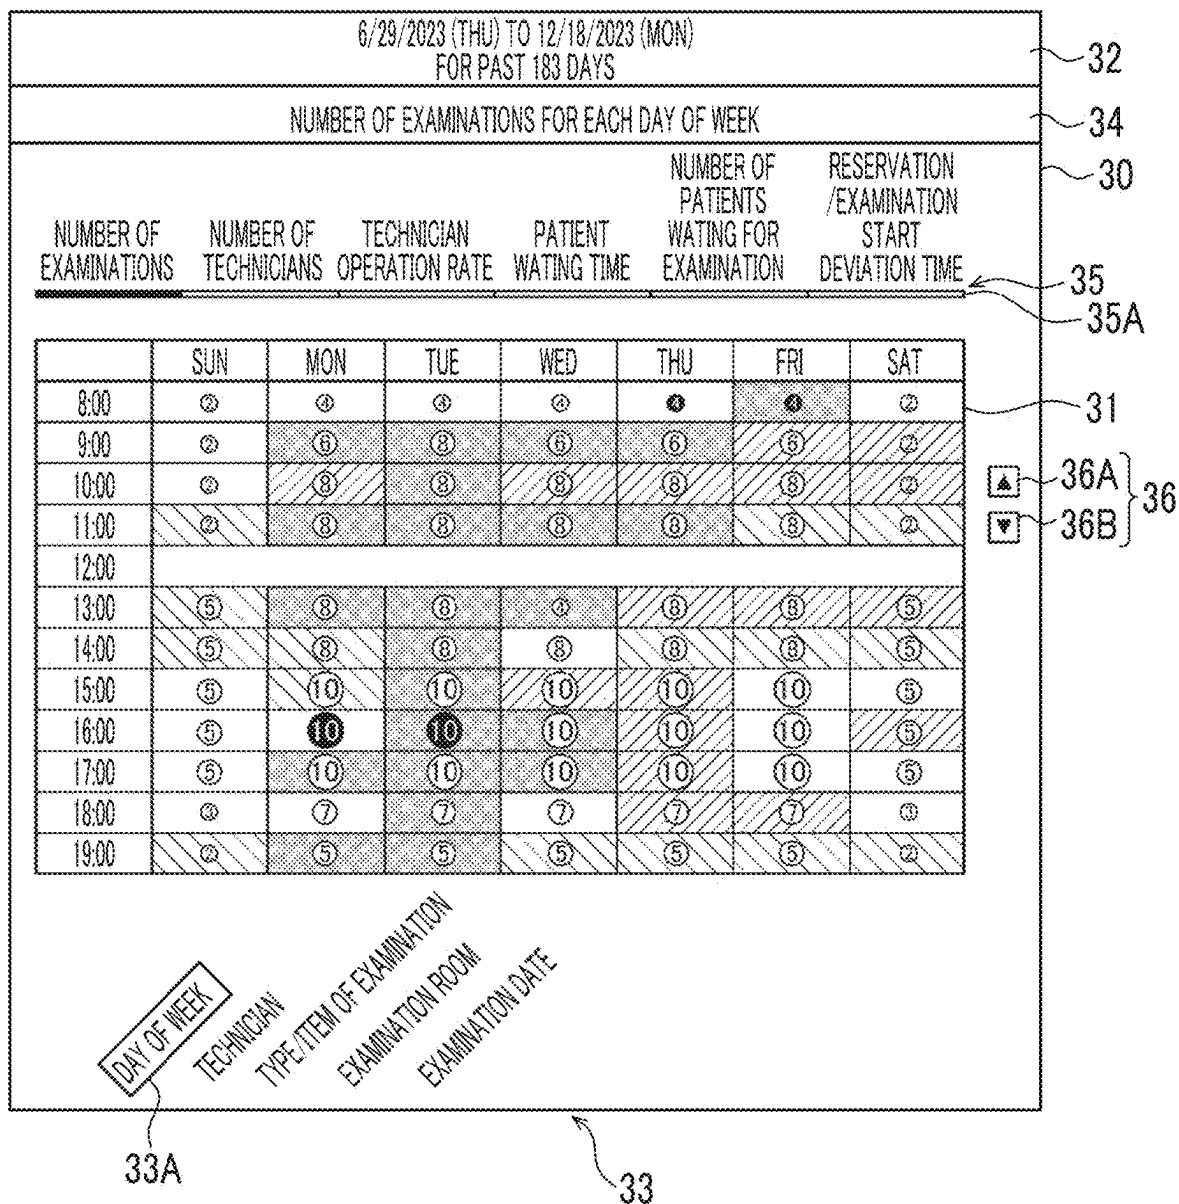 6/29/2023 (THU) TO 12/18/2023 (MON)
FOR PAST 183 DAYS
32
NUMBER OF EXAMINATIONS FOR EACH DAY OF WEEK
34
30
NUMBER OF
EXAMINATIONS
NUMBER OF
TECHNICIANS
TECHNICIAN
OPERATION RATE
PATIENT
WATING TIME
NUMBER OF
PATIENTS
WATING FOR
EXAMINATION
RESERVATION
/EXAMINATION
START
DEVIATION TIME
35
35A
SUN MON TUE WED THU FRI SAT
8:00 ② ④ ④ ④ ❹ ❹ ②
31
9:00 ② ⑥ ⑧ ⑥ ⑥ ⑥ ②
10:00 ② ⑧ ⑧ ⑧ ⑧ ⑧ ②
11:00 ② ⑧ ⑧ ⑧ ⑧ ⑧ ②
12:00
13:00 ⑤ ⑧ ⑧ ④ ⑧ ⑧ ⑤
14:00 ⑤ ⑧ ⑧ ⑧ ⑧ ⑧ ⑤
15:00 ⑤ ⑩ ⑩ ⑩ ⑩ ⑩ ⑤
16:00 ⑤ ❿ ❿ ⑩ ⑩ ⑩ ⑤
17:00 ⑤ ⑩ ⑩ ⑩ ⑩ ⑩ ⑤
18:00 ③ ⑦ ⑦ ⑦ ⑦ ⑦
19:00 ② ⑤ ⑤ ⑤ ⑤ ⑤ ②
▲ 36A
▼ 36B
36
DAY OF WEEK
TECHNICIAN
TYPE/ITEM OF EXAMINATION
EXAMINATION ROOM
EXAMINATION DATE
33A
33